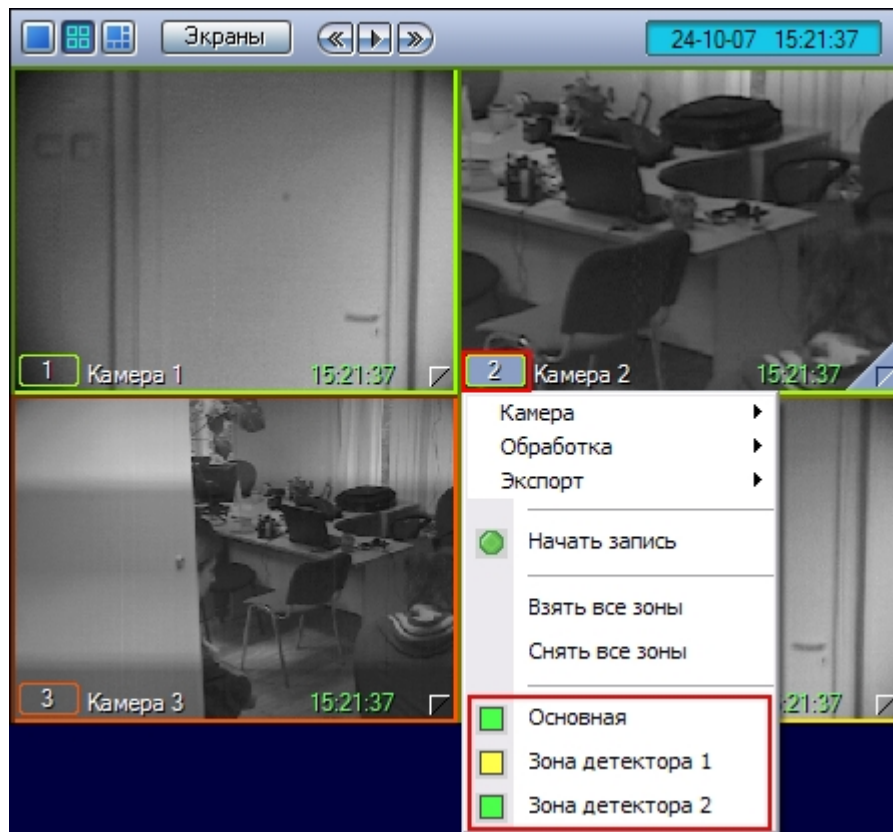 Экраны
24-10-07 15:21:37
1 Камера 1 15:21:37
2 Камера 2 15:21:37
Камера
Обработка
Экспорт
Начать запись
Взять все зоны
Снять все зоны
3 Камера 3 15:21:37
:21:37
Основная
Зона детектора 1
Зона детектора 2